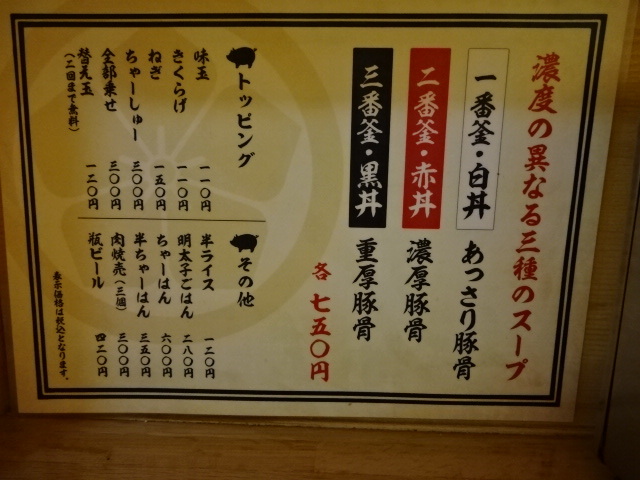 濃度の異なる三種のスープ
一番釜・白丼 あっさり豚骨
二番釜・赤丼 濃厚豚骨
三番釜・黒丼 重厚豚骨
各 七五〇円
トッピング
味玉 一一〇円
きくらげ 一一〇円
ねぎ 一五〇円
ちゃーしゅー 三〇〇円
全部乗せ 三〇〇円
替え玉 一二〇円
(二回まで無料)
その他
半ライス 一二〇円
明太子ごはん 二八〇円
ちゃーはん 六〇〇円
半ちゃーはん 三五〇円
肉焼売(三個) 三〇〇円
瓶ビール 四二〇円
表示価格は税込となります。